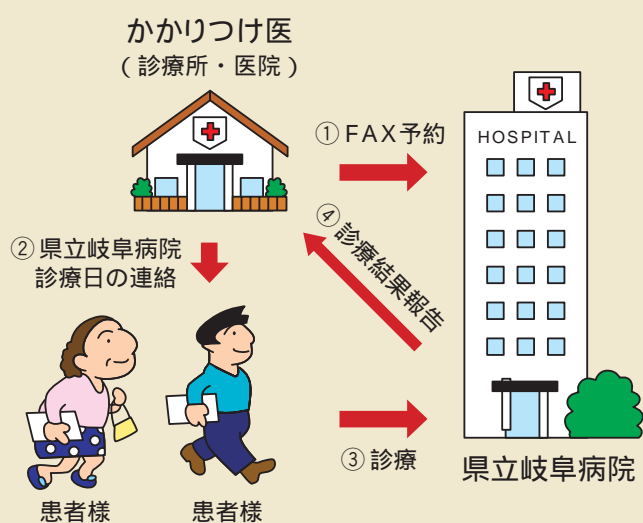 かかりつけ医
(診療所・医院)
①FAX予約
HOSPITAL
②県立岐阜病院
診療日の連絡
④診療結果報告
③診療
県立岐阜病院
患者様
患者様